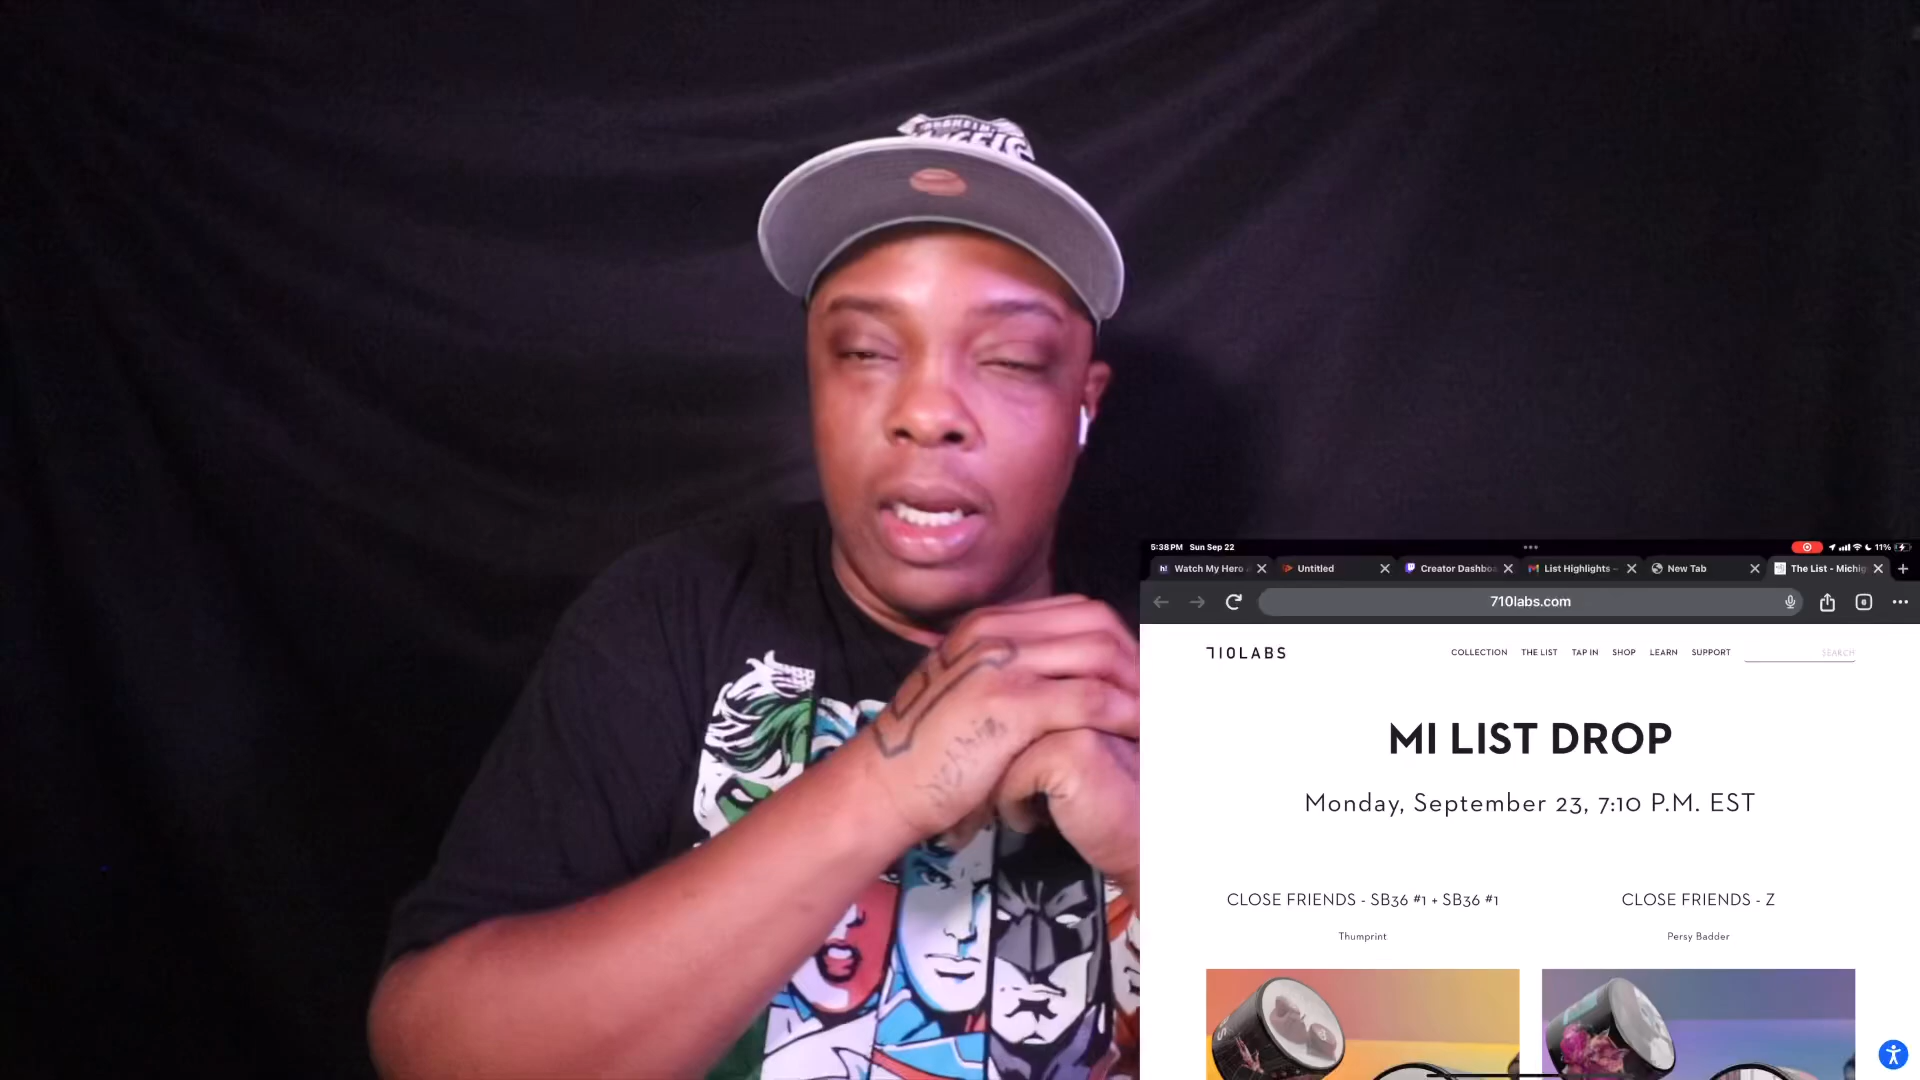 5:38 PM Sun Sep 22
11%
Watch My Hero
Untitled
Creator Dashboa
List Highlights -
New Tab
The List - Michig
710labs.com
710LABS
COLLECTION THE LIST TAP IN SHOP LEARN SUPPORT SEARCH
MI LIST DROP
Monday, September 23, 7:10 P.M. EST
CLOSE FRIENDS - SB36 #1 + SB36 #1
Thumprint
CLOSE FRIENDS - Z
Persy Badder